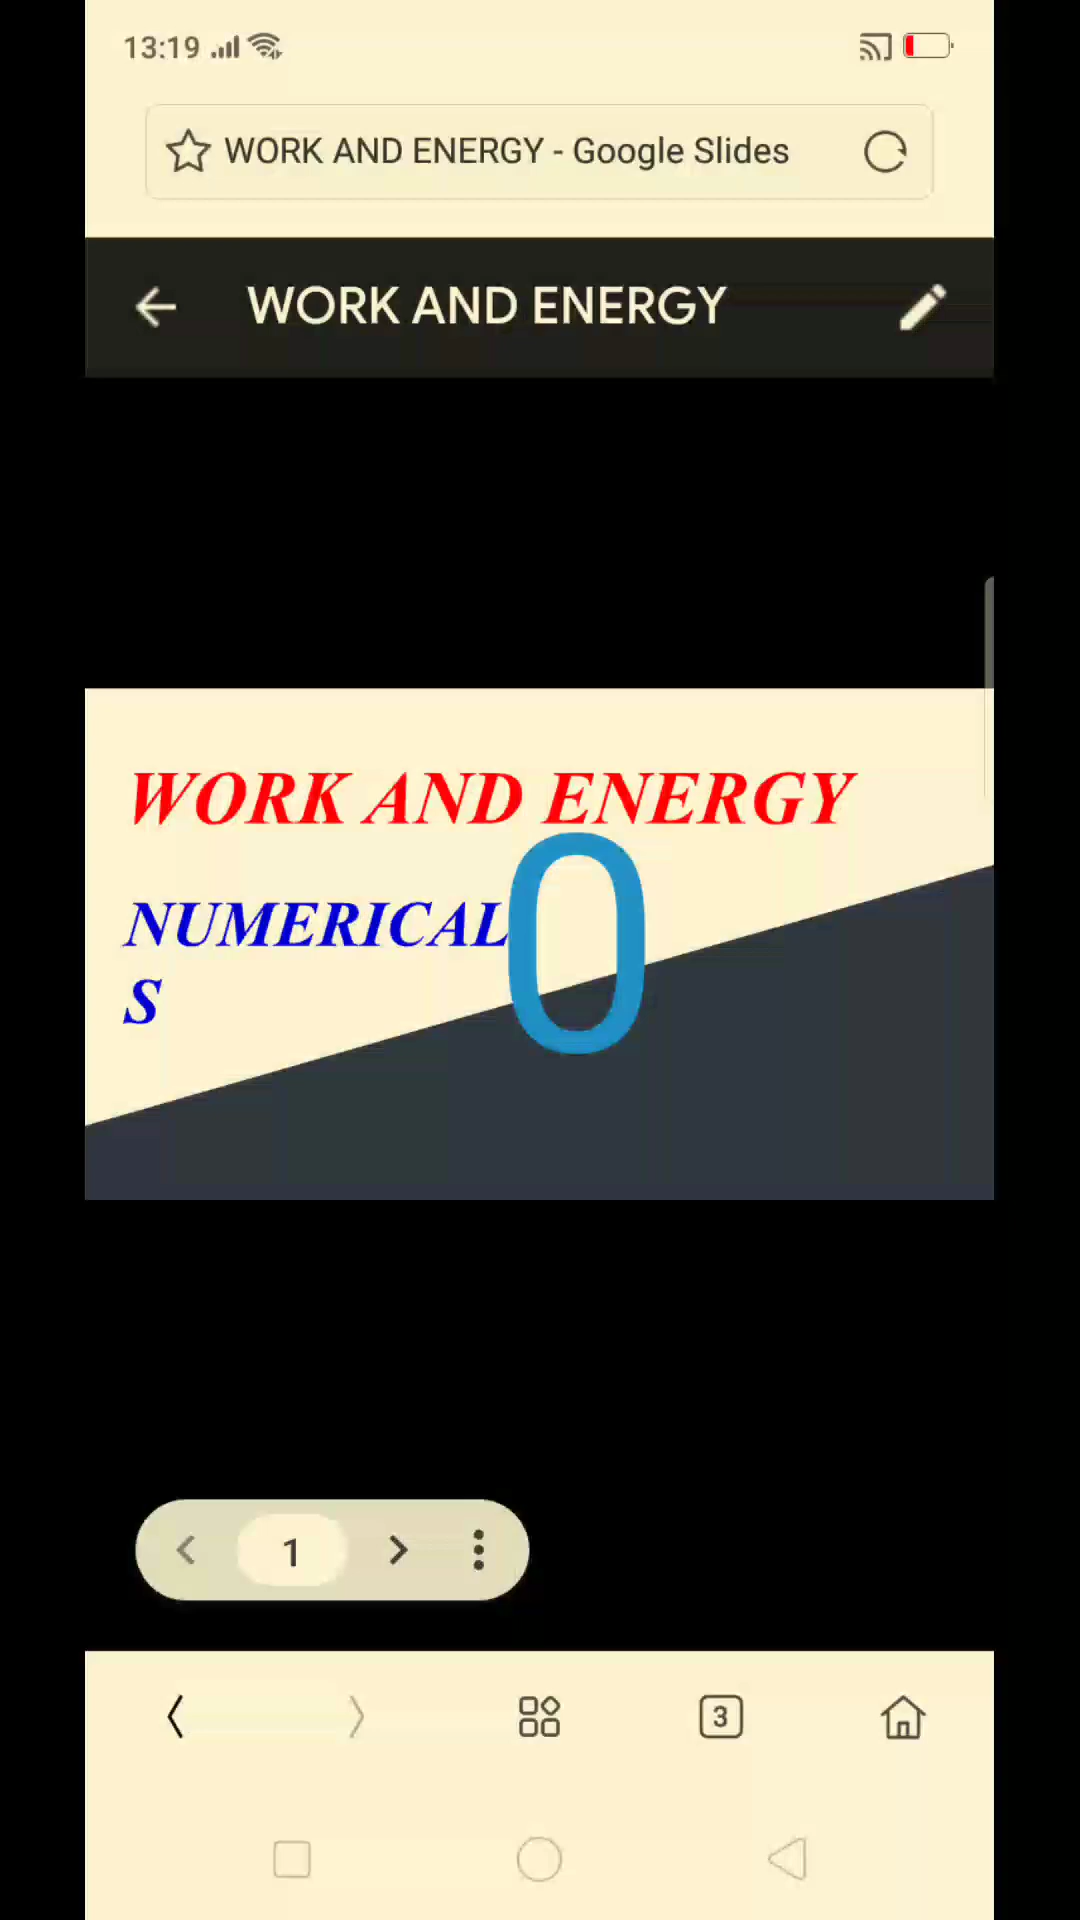 13:19
WORK AND ENERGY - Google Slides
WORK AND ENERGY
WORK AND ENERGY
0
NUMERICAL
S
1
3